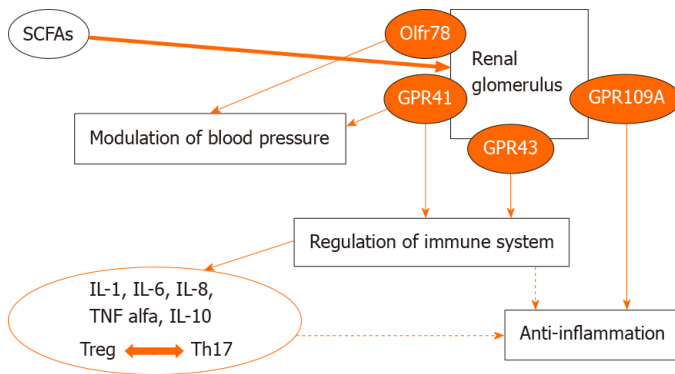 SCFAs
Olfr78
Renal
glomerulus
GPR41
GPR109A
Modulation of blood pressure
GPR43
Regulation of immune system
IL-1, IL-6, IL-8,
TNF alfa, IL-10
Treg Th17
Anti-inflammation